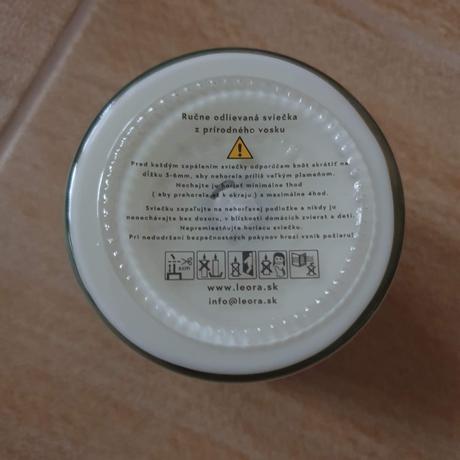 Ručne odlievaná sviečka
z prírodného vosku
Pred každým zapálením sviečky odporúčam knôt skrátiť na
dĺžku 3-6mm, aby nehorela príliš veľkým plameňom.
Nechajte ju horieť minimálne 1hod
( aby prehorela až k okraju ) a maximálne 4hod.
Sviečku zapaľujte na nehorľavej podložke a nikdy ju
nenechávajte bez dozoru, v blízkosti domácich zvierat a detí.
Nepremiestňujte horiacu sviečku.
Pri nedodržaní bezpečnostných pokynov hrozí vznik požieru!
www.leora.sk
info@leora.sk